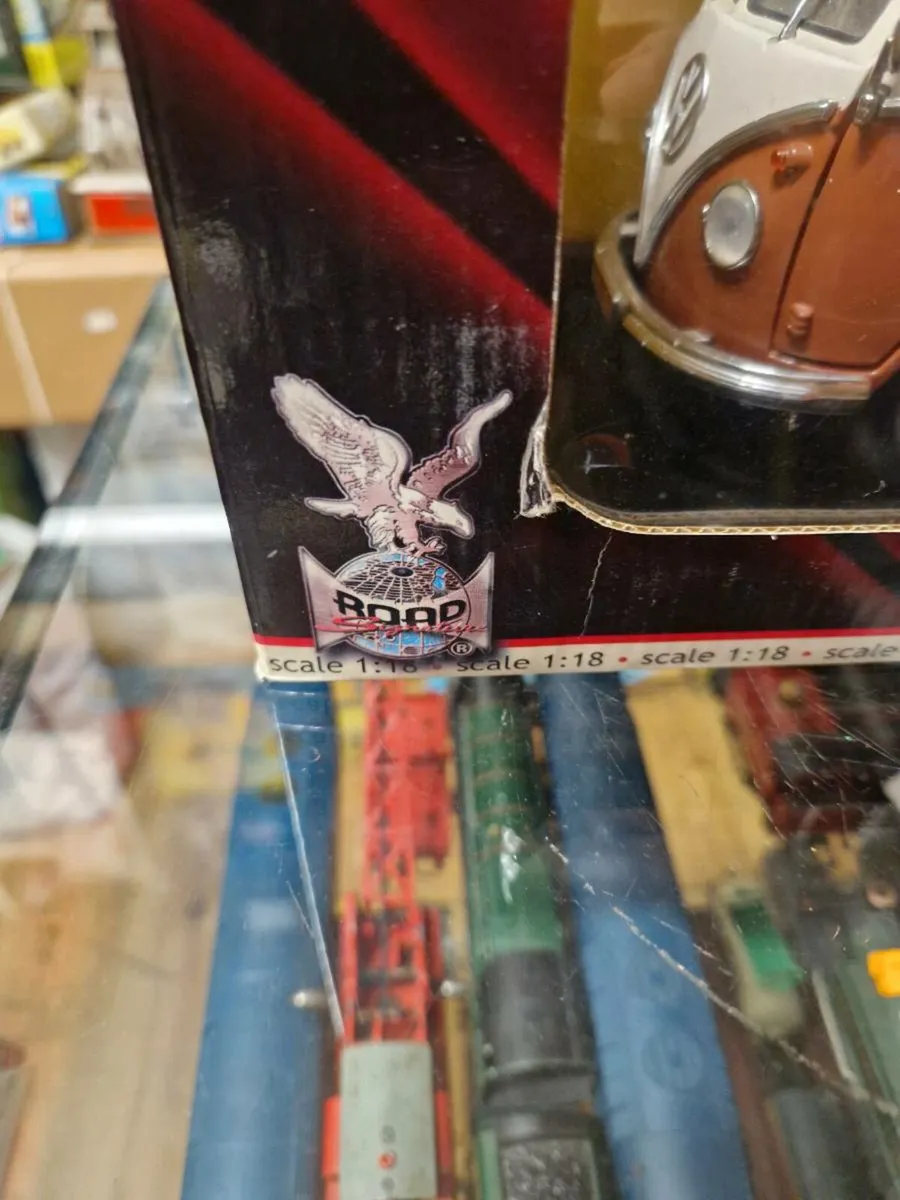 ROAD
Signature
®
scale 1:18 • scale 1:18 • scale 1:18 • scale